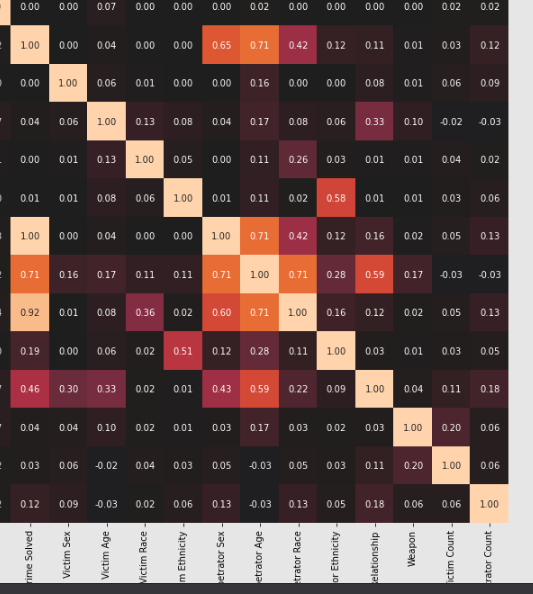 0.00 0.00 0.07 0.00 0.00 0.00 0.02 0.00 0.00 0.00 0.00 0.02 0.02
1.00 0.00 0.04 0.00 0.00 0.65 0.71 0.42 0.12 0.11 0.01 0.03 0.12
0.00 1.00 0.06 0.01 0.00 0.00 0.16 0.00 0.00 0.08 0.01 0.06 0.09
0.04 0.06 1.00 0.13 0.08 0.04 0.17 0.08 0.06 0.33 0.10 -0.02 -0.03
0.00 0.01 0.13 1.00 0.05 0.00 0.11 0.26 0.03 0.01 0.01 0.04 0.02
0.01 0.01 0.08 0.06 1.00 0.01 0.11 0.02 0.58 0.01 0.01 0.03 0.06
1.00 0.00 0.04 0.00 0.00 1.00 0.71 0.42 0.12 0.16 0.02 0.05 0.13
0.71 0.16 0.17 0.11 0.11 0.71 1.00 0.71 0.28 0.59 0.17 -0.03 -0.03
0.92 0.01 0.08 0.36 0.02 0.60 0.71 1.00 0.16 0.12 0.02 0.05 0.13
0.19 0.00 0.06 0.02 0.51 0.12 0.28 0.11 1.00 0.03 0.01 0.03 0.05
0.46 0.30 0.33 0.02 0.01 0.43 0.59 0.22 0.09 1.00 0.04 0.11 0.18
0.04 0.04 0.10 0.02 0.01 0.03 0.17 0.03 0.02 0.03 1.00 0.20 0.06
0.03 0.06 -0.02 0.04 0.03 0.05 -0.03 0.05 0.03 0.11 0.20 1.00 0.06
0.12 0.09 -0.03 0.02 0.06 0.13 -0.03 0.13 0.05 0.18 0.06 0.06 1.00
rime Solved
Victim Sex
Victim Age
Victim Race
m Ethnicity
petrator Sex
petrator Age
etrator Race
or Ethnicity
elationship
Weapon
ictim Count
trator Count